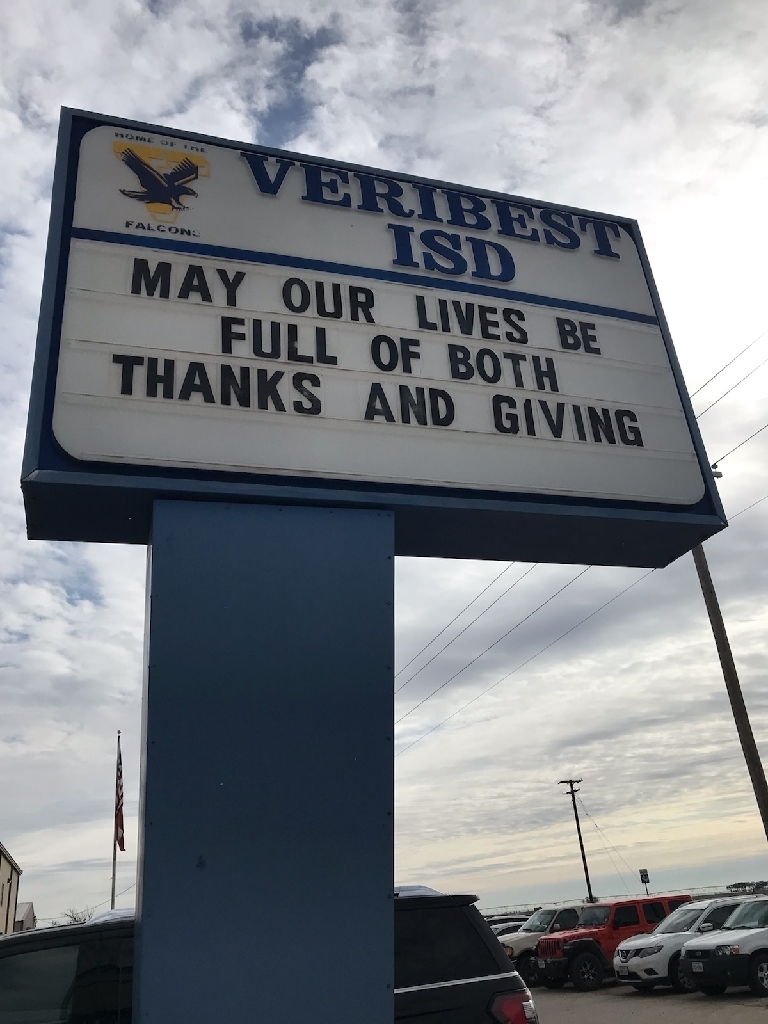 HOME OF THE
FALCONS
VERIBEST
ISD
MAY OUR LIVES BE
FULL OF BOTH
THANKS AND GIVING